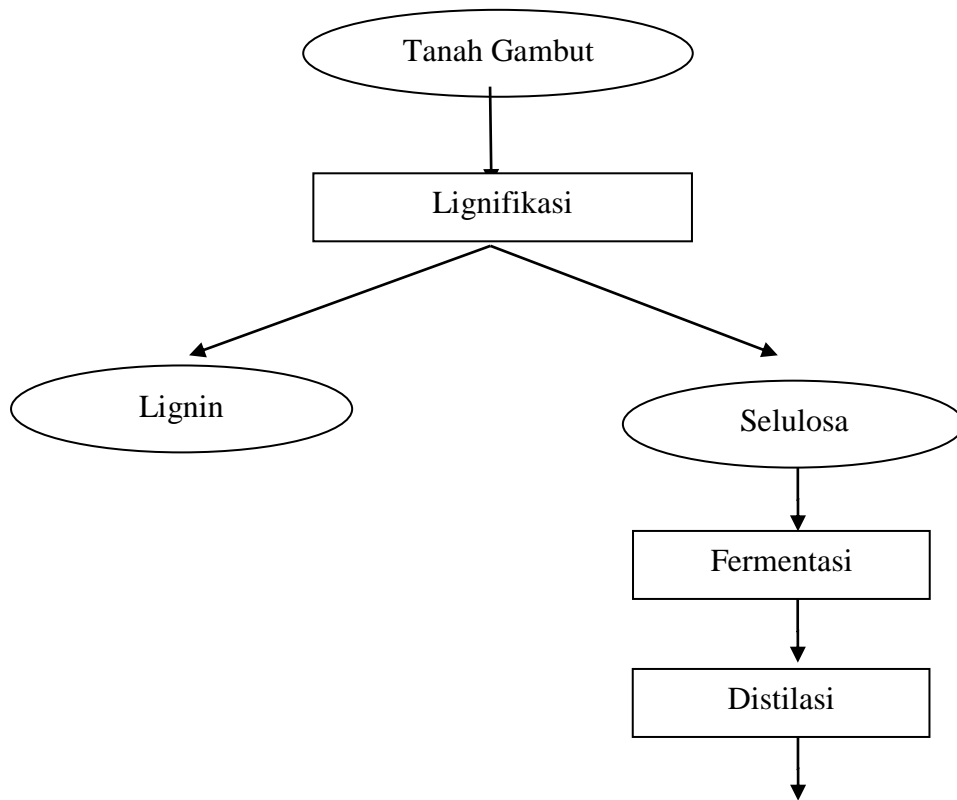 Tanah Gambut
Lignifikasi
Lignin
Selulosa
Fermentasi
Distilasi